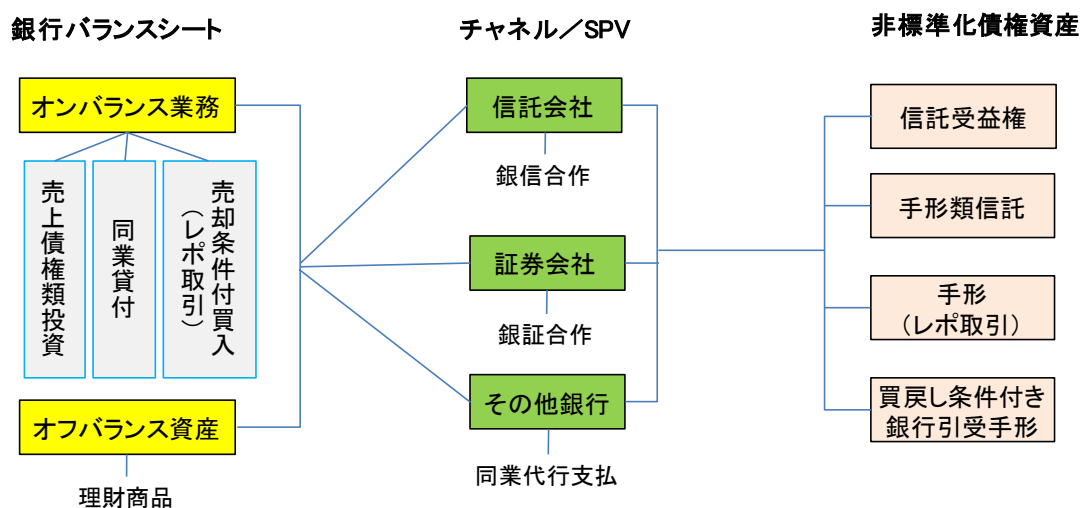 銀行バランスシート
チャネル／SPV
非標準化債権資産
オンバランス業務
売上債権類投資
同業貸付
売却条件付買入
（レポ取引）
オフバランス資産
理財商品
信託会社
銀信合作
証券会社
銀証合作
その他銀行
同業代行支払
信託受益権
手形類信託
手形
（レポ取引）
買戻し条件付き
銀行引受手形